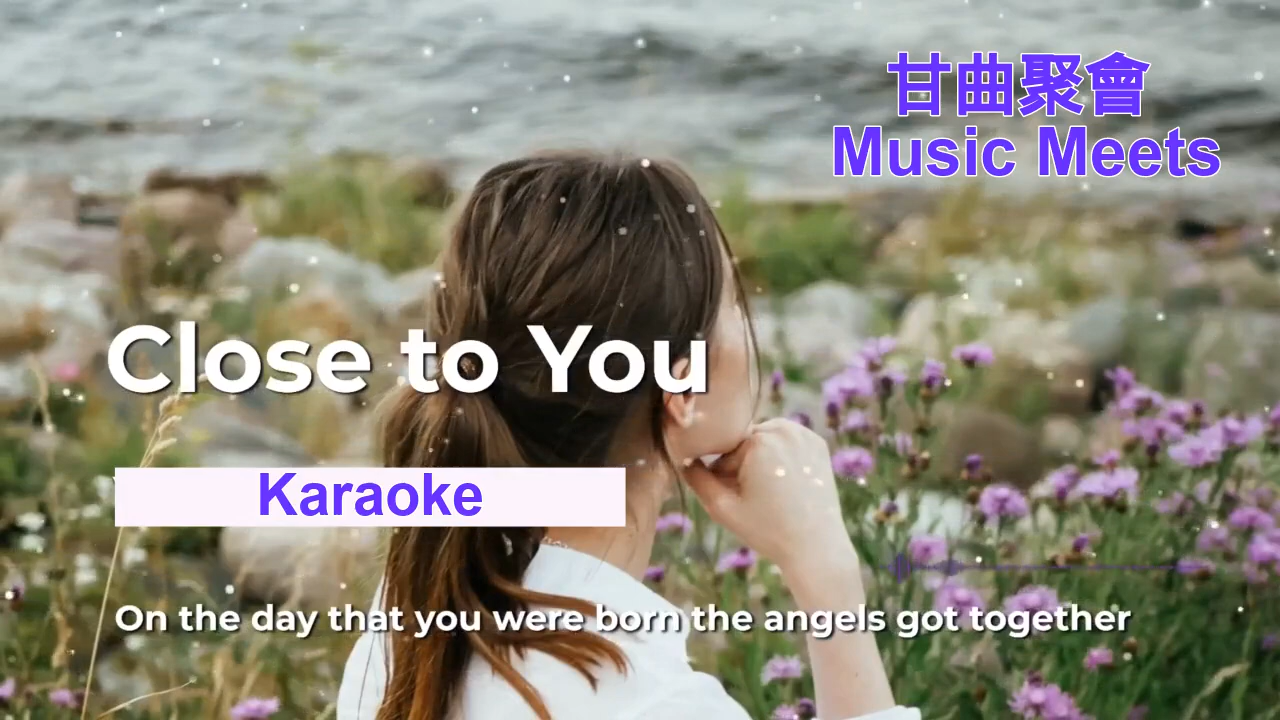 甘曲聚會
Music Meets
Close to You
Karaoke
On the day that you were born the angels got together